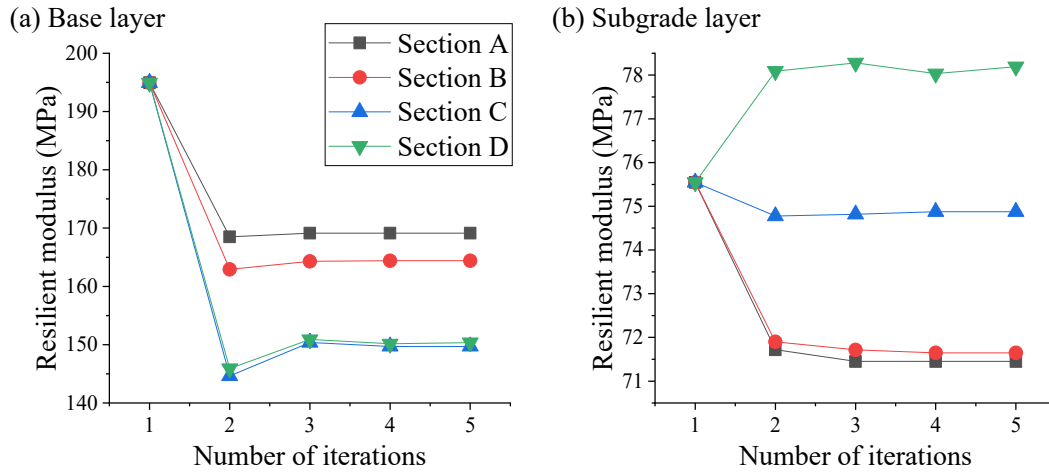 (a) Base layer
Resilient modulus (MPa)
200
190
180
170
160
150
140
1 2 3 4 5
Number of iterations
Section A
Section B
Section C
Section D
(b) Subgrade layer
Resilient modulus (MPa)
78
77
76
75
74
73
72
71
1 2 3 4 5
Number of iterations